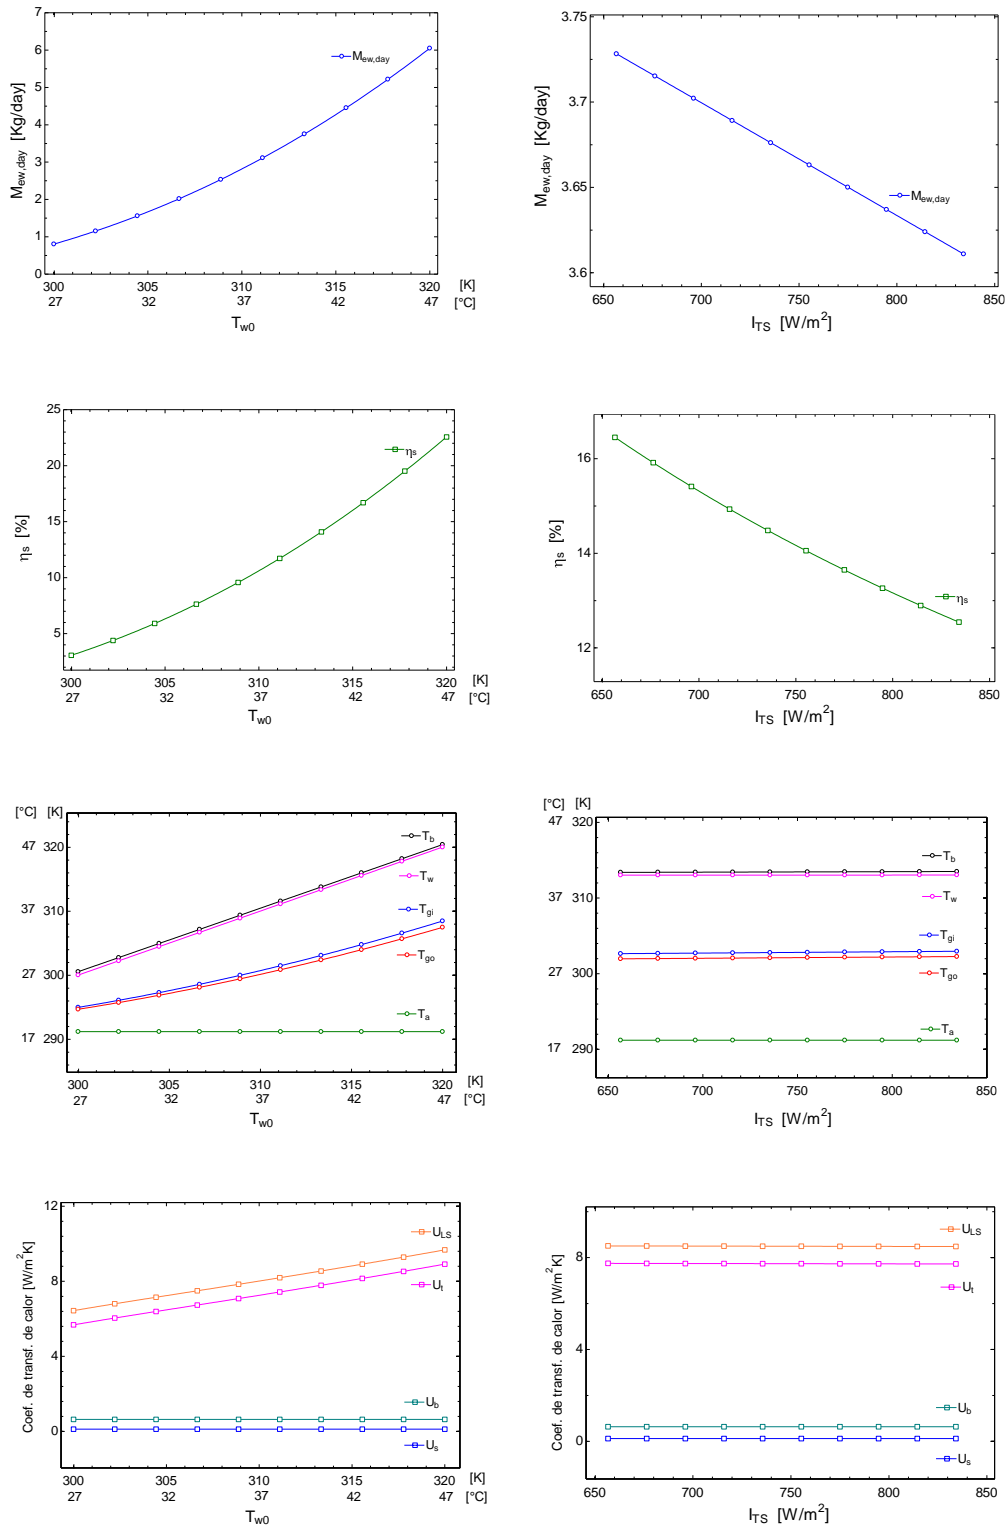 7
6
5
4
3
2
1
0
M_ew,day [Kg/day]
M_ew,day
300 305 310 315 320 [K]
27 32 37 42 47 [°C]
T_w0
3.75
3.7
3.65
3.6
M_ew,day [Kg/day]
M_ew,day
650 700 750 800 850
I_TS [W/m²]
25
20
15
10
5
η_s [%]
η_s
300 305 310 315 320 [K]
27 32 37 42 47 [°C]
T_w0
16
14
12
η_s [%]
η_s
650 700 750 800 850
I_TS [W/m²]
[°C] [K]
47 320
37 310
27 300
17 290
T_b
T_w
T_gi
T_go
T_a
300 305 310 315 320 [K]
27 32 37 42 47 [°C]
T_w0
[°C] [K]
47 320
37 310
27 300
17 290
T_b
T_w
T_gi
T_go
T_a
650 700 750 800 850
I_TS [W/m²]
12
8
4
0
Coef. de transf. de calor [W/m²K]
U_LS
U_t
U_b
U_s
300 305 310 315 320 [K]
27 32 37 42 47 [°C]
T_w0
8
4
0
Coef. de transf. de calor [W/m²K]
U_LS
U_t
U_b
U_s
650 700 750 800 850
I_TS [W/m²]